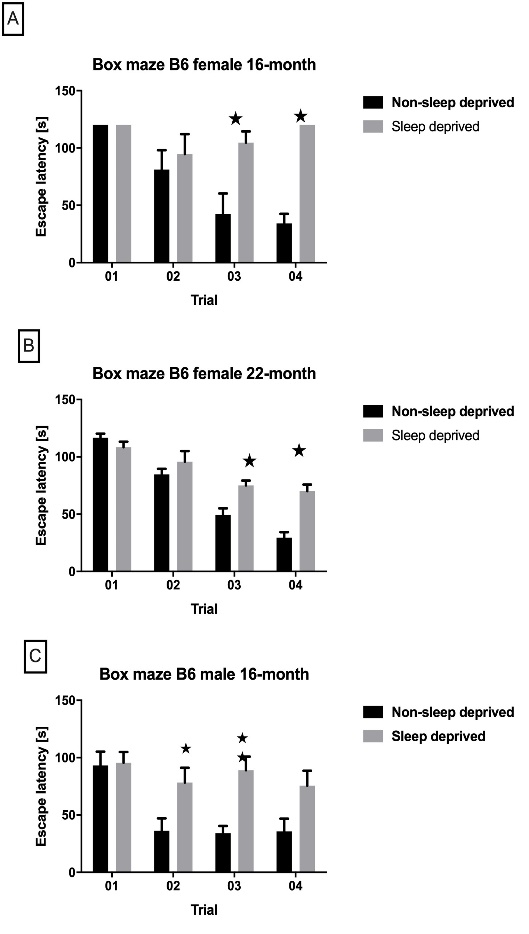 A
Box maze B6 female 16-month
Non-sleep deprived
Sleep deprived
Escape latency [s]
150
100
50
0
01 02 03 04
Trial
B
Box maze B6 female 22-month
Non-sleep deprived
Sleep deprived
Escape latency [s]
150
100
50
0
01 02 03 04
Trial
C
Box maze B6 male 16-month
Non-sleep deprived
Sleep deprived
Escape latency [s]
150
100
50
0
01 02 03 04
Trial